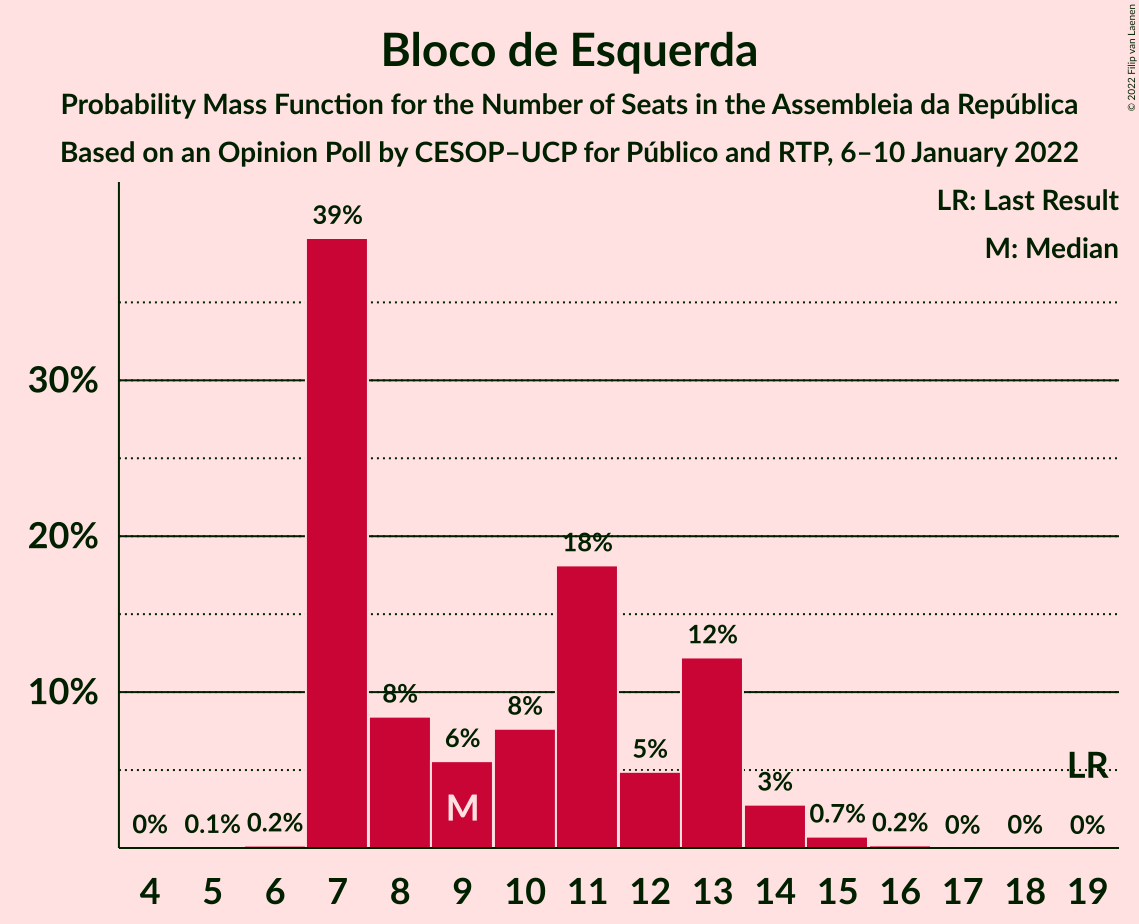 Bloco de Esquerda
Probability Mass Function for the Number of Seats in the Assembleia da República
Based on an Opinion Poll by CESOP–UCP for Público and RTP, 6–10 January 2022
© 2022 Filip van Laenen
LR: Last Result
M: Median
39%
30%
20%
18%
12%
10%
8%
8%
6%
5%
LR
3%
M
0% 0.1% 0.2% 0.7% 0.2% 0% 0% 0%
4 5 6 7 8 9 10 11 12 13 14 15 16 17 18 19